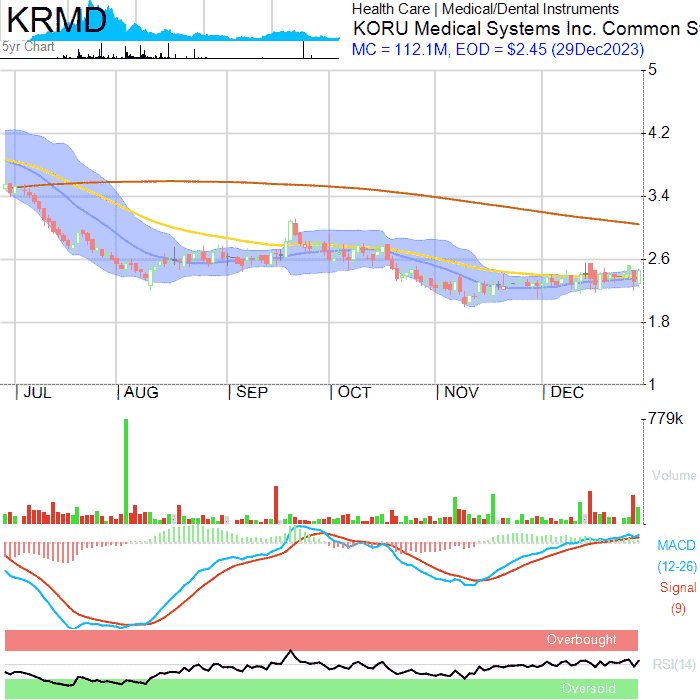 KRMD
5yr Chart
Health Care | Medical/Dental Instruments
KORU Medical Systems Inc. Common S
MC = 112.1M, EOD = $2.45 (29Dec2023)
5
4.2
3.4
2.6
1.8
1
JUL AUG SEP OCT NOV DEC
779k
Volume
MACD
(12-26)
Signal
(9)
Overbought
RSI(14)
Oversold